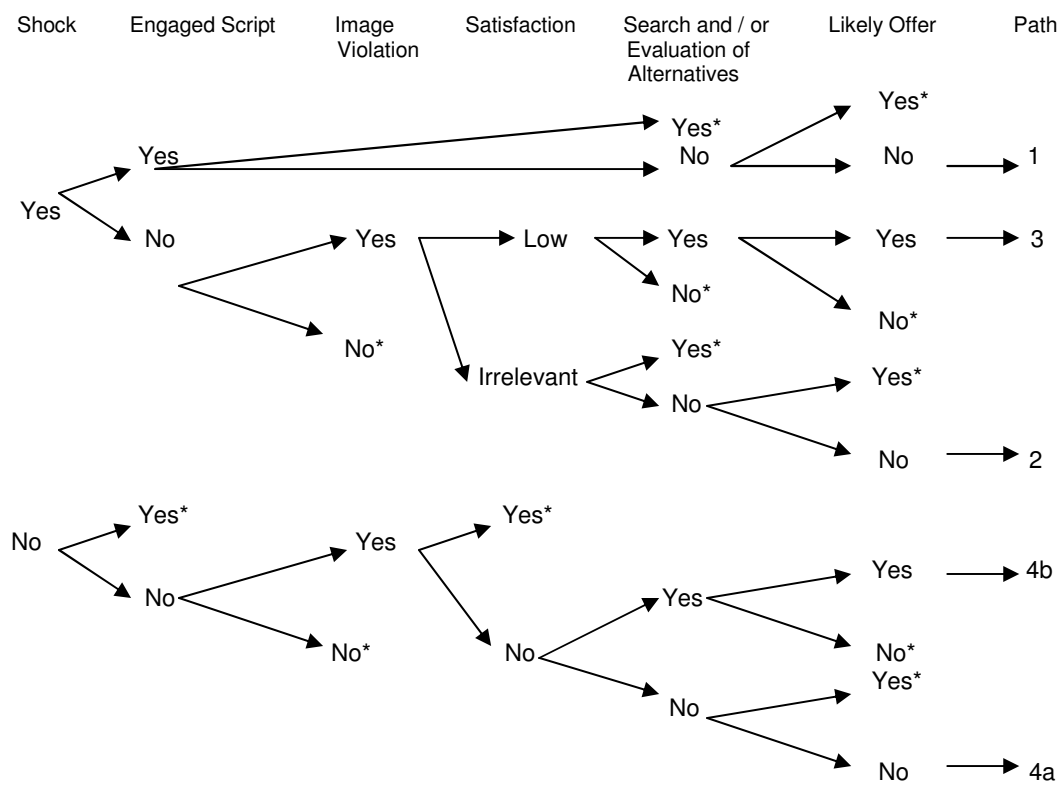 Shock Engaged Script Image Satisfaction Search and / or Likely Offer Path
Violation Evaluation of
Alternatives
Yes*
Yes*
Yes No No 1
Yes
No Yes Low Yes Yes 3
No*
No*
No* Yes* Yes*
Irrelevant
No
No 2
Yes* Yes*
No Yes
Yes 4b
No Yes
No* No No*
Yes*
No
No 4a